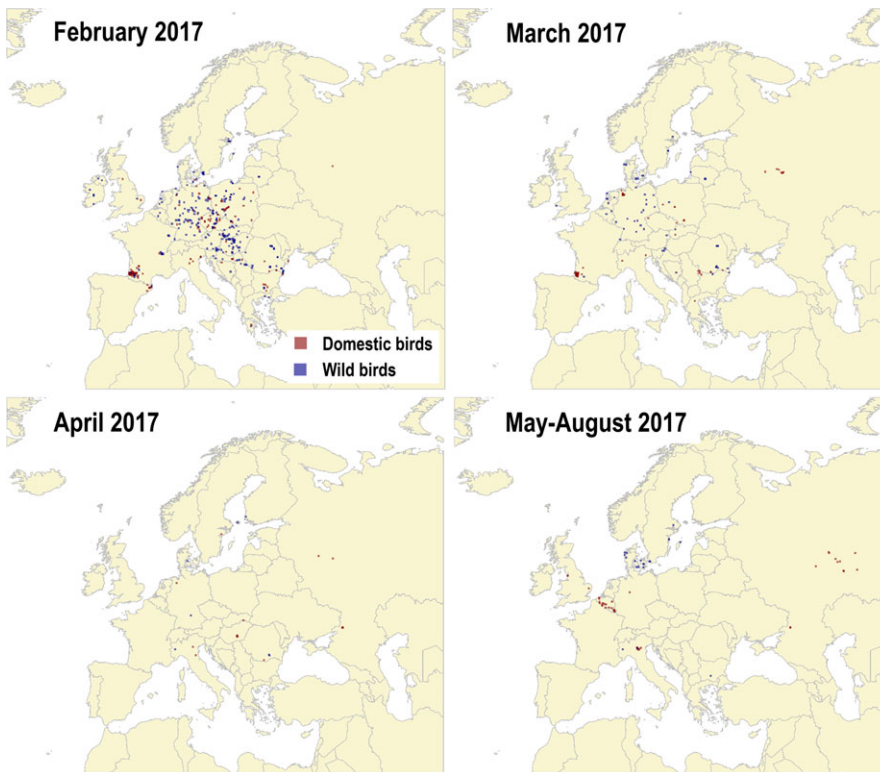 February 2017
March 2017
Domestic birds
Wild birds
April 2017
May-August 2017